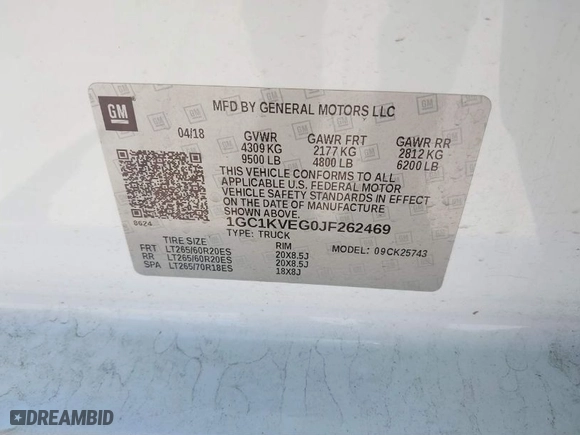 GM
MFD BY GENERAL MOTORS LLC
04/18 GVWR GAWR FRT GAWR RR
4309 KG 2177 KG 2812 KG
9500 LB 4800 LB 6200 LB
THIS VEHICLE CONFORMS TO ALL
APPLICABLE U.S. FEDERAL MOTOR
VEHICLE SAFETY STANDARDS IN EFFECT
ON THE DATE OF MANUFACTURE
SHOWN ABOVE.
8624
1GC1KVEG0JF262469
TYPE: TRUCK
TIRE SIZE RIM MODEL: 09CK25743
FRT LT265/60R20ES 20X8.5J
RR LT265/60R20ES 20X8.5J
SPA LT265/70R18ES 18X8J
DREAMBID